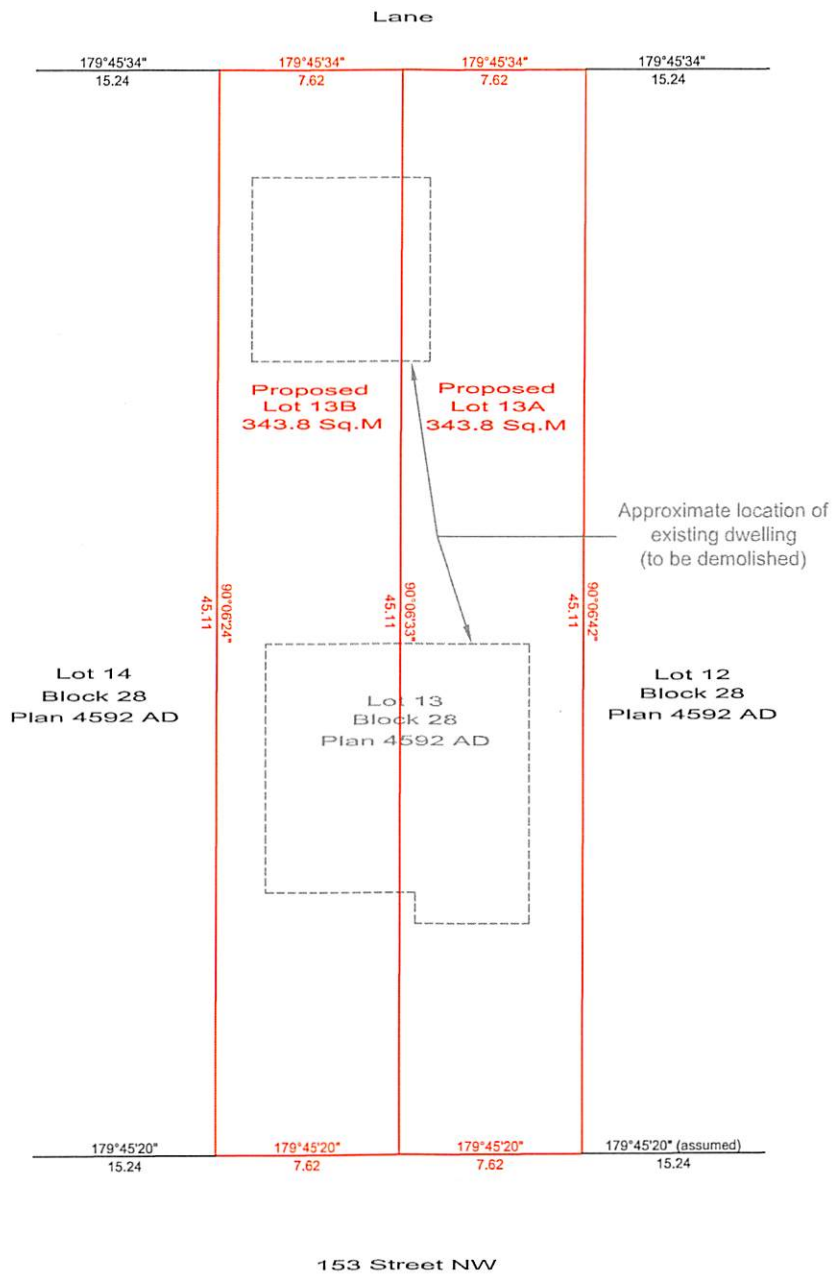 Lane
179°45'34" 179°45'34" 179°45'34" 179°45'34"
15.24 7.62 7.62 15.24
Proposed
Lot 13B
343.8 Sq.M
Proposed
Lot 13A
343.8 Sq.M
Approximate location of
existing dwelling
(to be demolished)
90°06'24"
45.11
90°06'33"
45.11
90°06'42"
45.11
Lot 14
Block 28
Plan 4592 AD
Lot 13
Block 28
Plan 4592 AD
Lot 12
Block 28
Plan 4592 AD
179°45'20" 179°45'20" 179°45'20" 179°45'20" (assumed)
15.24 7.62 7.62 15.24
153 Street NW